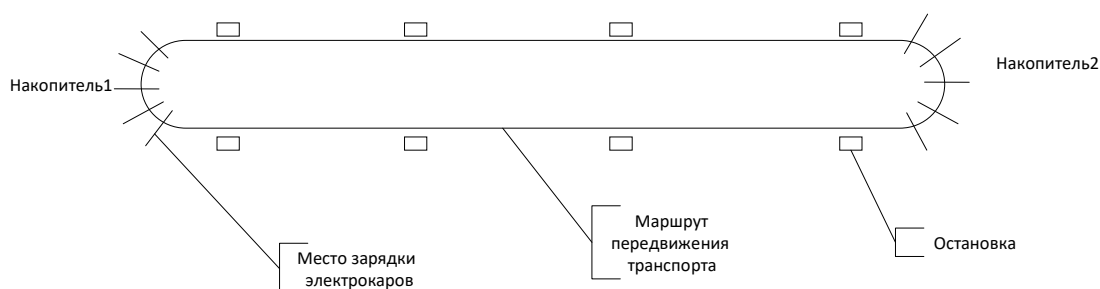 Накопитель1
Накопитель2
Место зарядки
электрокаров
Маршрут
передвижения
транспорта
Остановка